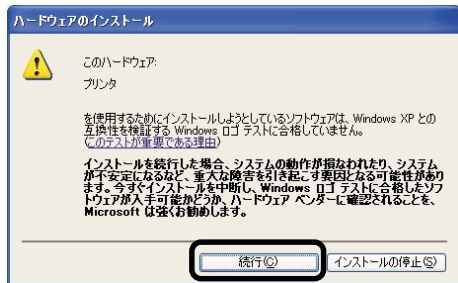 ハードウェアのインストール
このハードウェア:
プリンタ
を使用するためにインストールしようとしているソフトウェアは、Windows XP との
互換性を検証する Windows ロゴ テストに合格していません。
(このテストが重要である理由)
インストールを続行した場合、システムの動作が損なわれたり、システム
が不安定になるなど、重大な障害を引き起こす要因となる可能性があり
ます。今すぐインストールを中断し、Windows ロゴ テストに合格したソフ
トウェアが入手可能かどうか、ハードウェア ベンダーに確認されることを、
Microsoft は強くお勧めします。
続行(C)
インストールの停止(S)